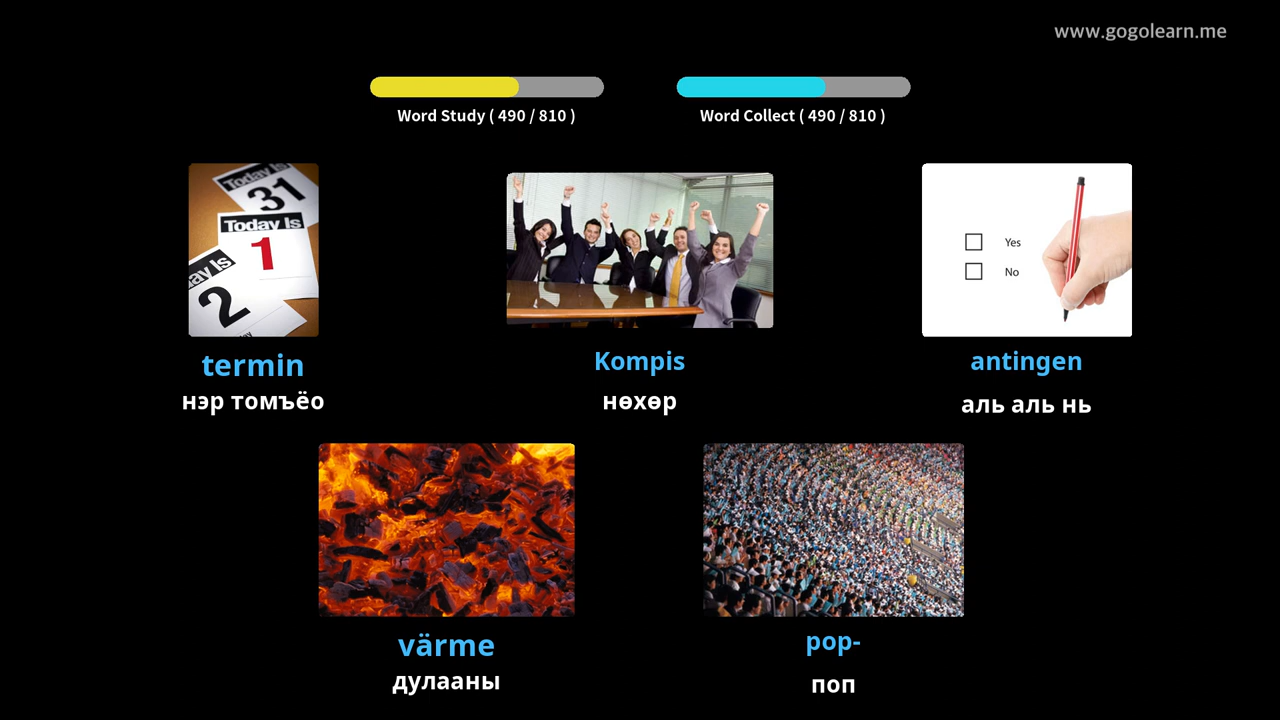 www.gogolearn.me
Word Study ( 490 / 810 )
Word Collect ( 490 / 810 )
Today Is
31
Today Is
1
ay Is
2
Yes
No
termin
нэр томъёо
Kompis
нөхөр
antingen
аль аль нь
värme
дулааны
pop-
поп